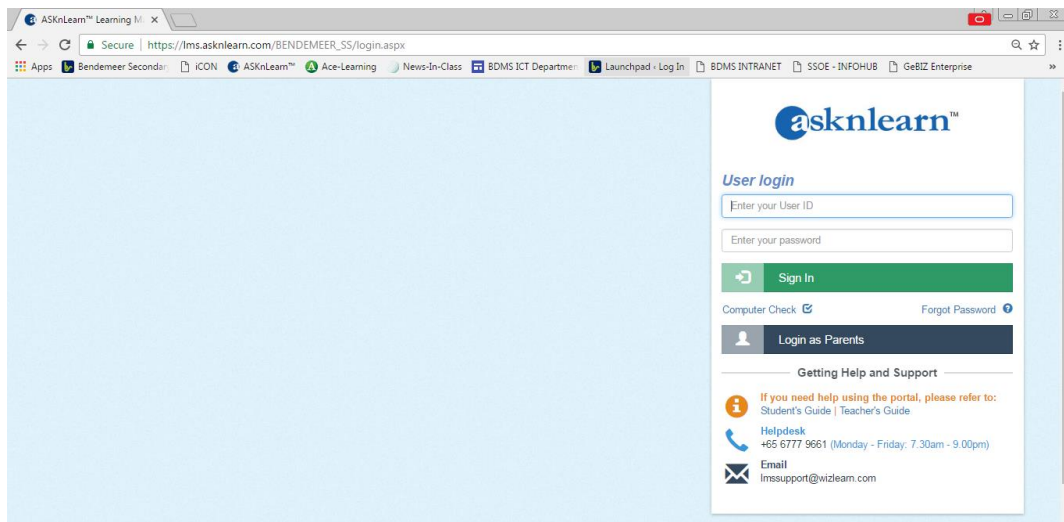 ASKnLearn™ Learning M
Secure | https://lms.asknlearn.com/BENDEMEER_SS/login.aspx
Apps Bendemeer Secondar iCON ASKnLearn™ Ace-Learning News-In-Class BDMS ICT Departmen Launchpad ‹ Log In BDMS INTRANET SSOE - INFOHUB GeBIZ Enterprise »
asknlearn™
User login
Enter your User ID
Enter your password
Sign In
Computer Check Forgot Password
Login as Parents
Getting Help and Support
If you need help using the portal, please refer to:
Student's Guide | Teacher's Guide
Helpdesk
+65 6777 9661 (Monday - Friday: 7.30am - 9.00pm)
Email
lmssupport@wizlearn.com